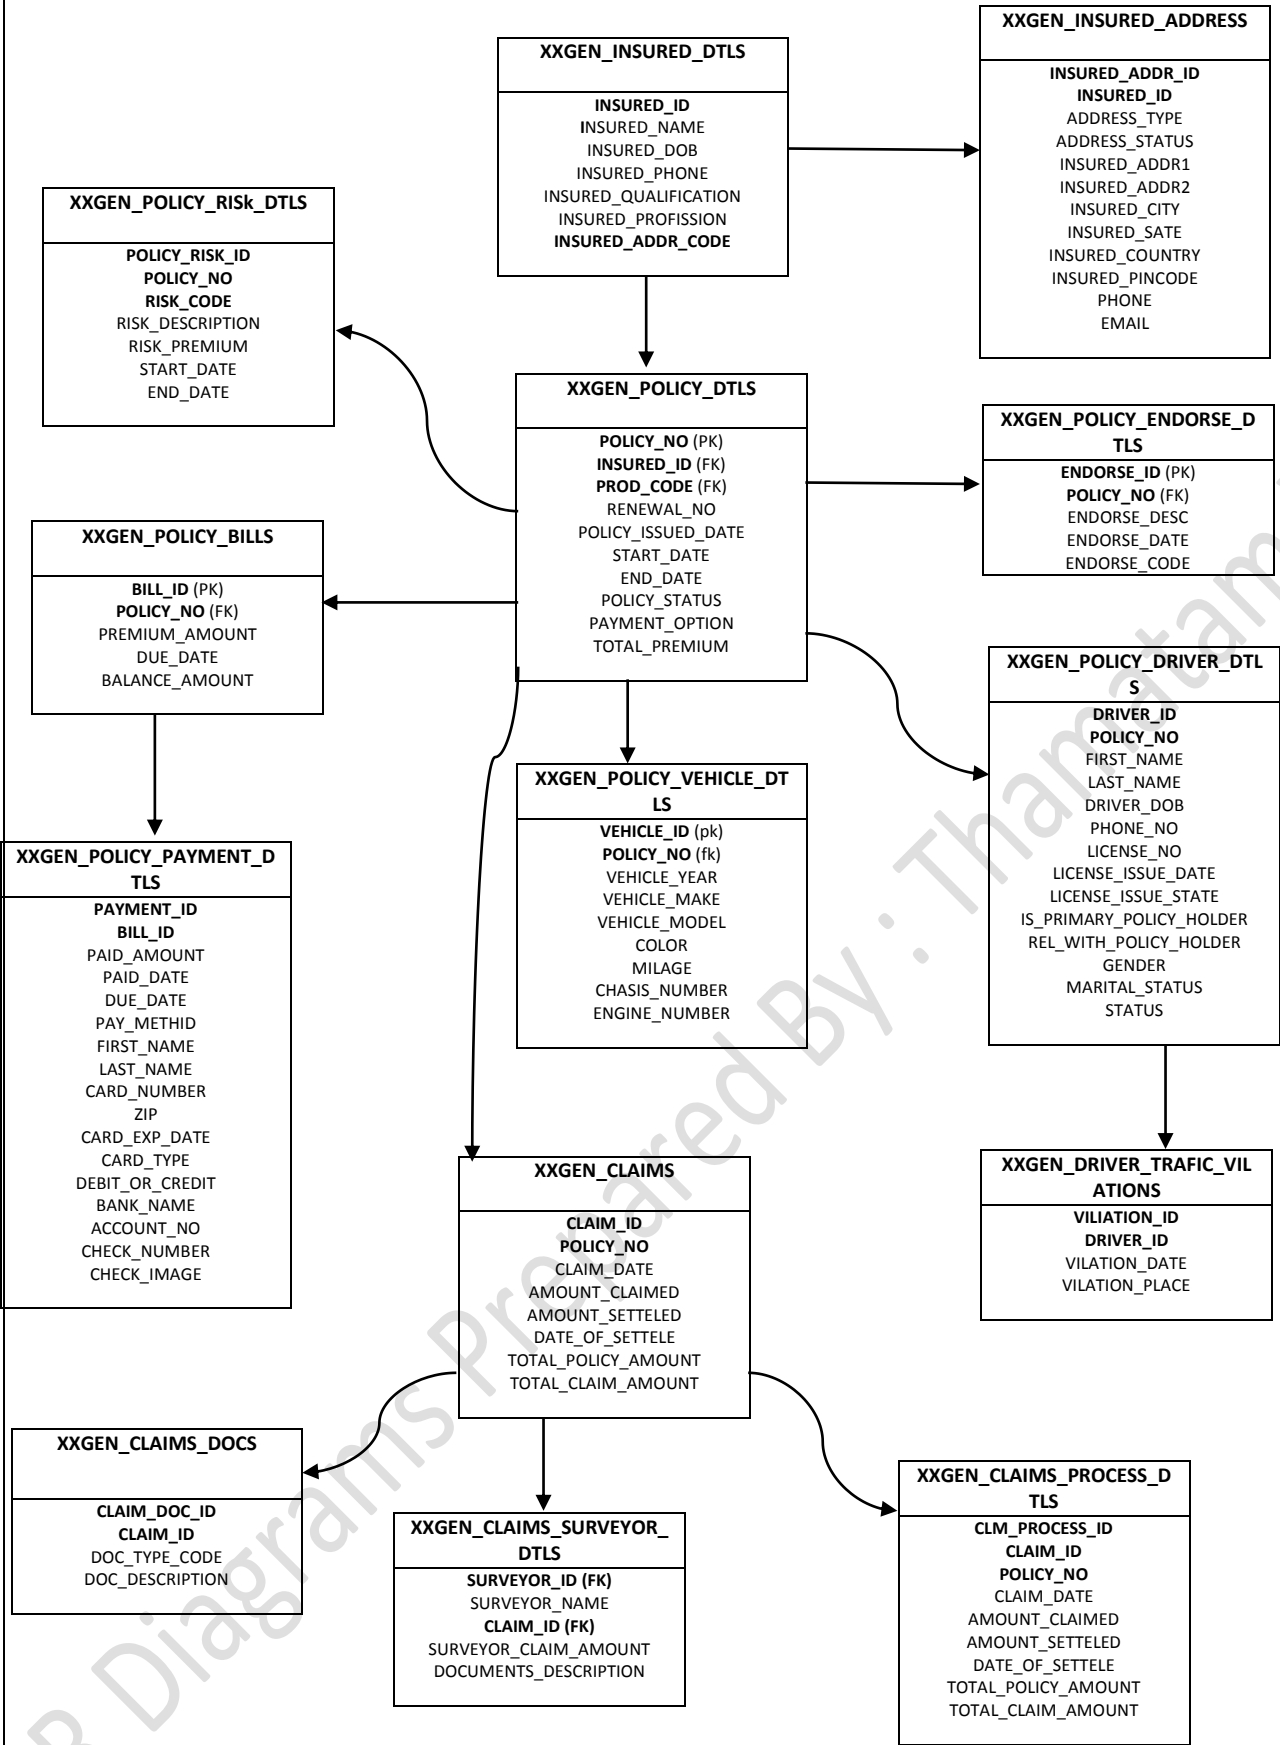 XXGEN_INSURED_ADDRESS
INSURED_ADDR_ID
INSURED_ID
ADDRESS_TYPE
ADDRESS_STATUS
INSURED_ADDR1
INSURED_ADDR2
INSURED_CITY
INSURED_SATE
INSURED_COUNTRY
INSURED_PINCODE
PHONE
EMAIL
XXGEN_INSURED_DTLS
INSURED_ID
INSURED_NAME
INSURED_DOB
INSURED_PHONE
INSURED_QUALIFICATION
INSURED_PROFISSION
INSURED_ADDR_CODE
XXGEN_POLICY_RISk_DTLS
POLICY_RISK_ID
POLICY_NO
RISK_CODE
RISK_DESCRIPTION
RISK_PREMIUM
START_DATE
END_DATE
XXGEN_POLICY_DTLS
POLICY_NO (PK)
INSURED_ID (FK)
PROD_CODE (FK)
RENEWAL_NO
POLICY_ISSUED_DATE
START_DATE
END_DATE
POLICY_STATUS
PAYMENT_OPTION
TOTAL_PREMIUM
XXGEN_POLICY_ENDORSE_D
TLS
ENDORSE_ID (PK)
POLICY_NO (FK)
ENDORSE_DESC
ENDORSE_DATE
ENDORSE_CODE
XXGEN_POLICY_BILLS
BILL_ID (PK)
POLICY_NO (FK)
PREMIUM_AMOUNT
DUE_DATE
BALANCE_AMOUNT
XXGEN_POLICY_DRIVER_DTL
S
DRIVER_ID
POLICY_NO
FIRST_NAME
LAST_NAME
DRIVER_DOB
PHONE_NO
LICENSE_NO
LICENSE_ISSUE_DATE
LICENSE_ISSUE_STATE
IS_PRIMARY_POLICY_HOLDER
REL_WITH_POLICY_HOLDER
GENDER
MARITAL_STATUS
STATUS
XXGEN_POLICY_VEHICLE_DT
LS
VEHICLE_ID (pk)
POLICY_NO (fk)
VEHICLE_YEAR
VEHICLE_MAKE
VEHICLE_MODEL
COLOR
MILAGE
CHASIS_NUMBER
ENGINE_NUMBER
XXGEN_POLICY_PAYMENT_D
TLS
PAYMENT_ID
BILL_ID
PAID_AMOUNT
PAID_DATE
DUE_DATE
PAY_METHID
FIRST_NAME
LAST_NAME
CARD_NUMBER
ZIP
CARD_EXP_DATE
CARD_TYPE
DEBIT_OR_CREDIT
BANK_NAME
ACCOUNT_NO
CHECK_NUMBER
CHECK_IMAGE
XXGEN_DRIVER_TRAFIC_VIL
ATIONS
VILIATION_ID
DRIVER_ID
VILATION_DATE
VILATION_PLACE
XXGEN_CLAIMS
CLAIM_ID
POLICY_NO
CLAIM_DATE
AMOUNT_CLAIMED
AMOUNT_SETTELED
DATE_OF_SETTELE
TOTAL_POLICY_AMOUNT
TOTAL_CLAIM_AMOUNT
XXGEN_CLAIMS_DOCS
CLAIM_DOC_ID
CLAIM_ID
DOC_TYPE_CODE
DOC_DESCRIPTION
XXGEN_CLAIMS_SURVEYOR_
DTLS
SURVEYOR_ID (FK)
SURVEYOR_NAME
CLAIM_ID (FK)
SURVEYOR_CLAIM_AMOUNT
DOCUMENTS_DESCRIPTION
XXGEN_CLAIMS_PROCESS_D
TLS
CLM_PROCESS_ID
CLAIM_ID
POLICY_NO
CLAIM_DATE
AMOUNT_CLAIMED
AMOUNT_SETTELED
DATE_OF_SETTELE
TOTAL_POLICY_AMOUNT
TOTAL_CLAIM_AMOUNT
Diagrams Prepared By :